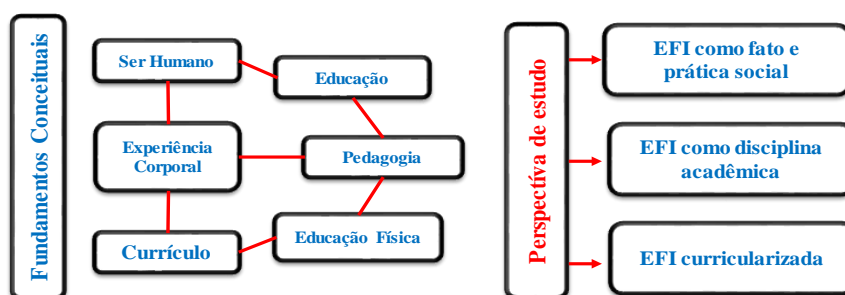 Fundamentos Conceituais
Ser Humano
Educação
Experiência
Corporal
Pedagogia
Currículo
Educação Física
Perspectiva de estudo
EFI como fato e
prática social
EFI como disciplina
acadêmica
EFI curricularizada